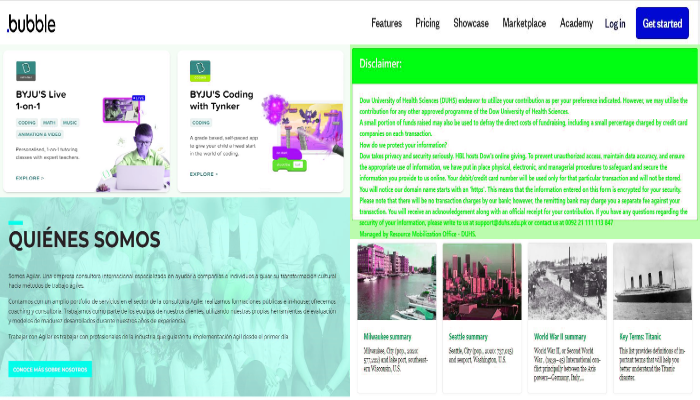 .bubble
Features Pricing Showcase Marketplace Academy Log in Get started
BYJU'S Live
1-on-1
CODING MATH MUSIC
ANIMATION & VIDEO
Personalised, 1-on-1 tutoring
classes with expert teachers.
EXPLORE >
LIVE
BYJU'S Coding
with Tynker
CODING
A grade-based, self-paced app
to give your child a head start
in the world of coding.
EXPLORE >
Disclaimer:
Dow University of Health Sciences (DUHS) endeavor to utilize your contribution as per your preference indicated. However, we may utilize the
contribution for any other approved programme of the Dow University of Health Sciences.
A small portion of funds raised may also be used to defray the direct costs of fundraising, including a small percentage charged by credit card
companies on each transaction.
How do we protect your information?
Dow takes privacy and security seriously. HDL hosts Dow's online giving. To prevent unauthorized access, maintain data accuracy, and ensure
the appropriate use of information, we have put in place physical, electronic, and managerial procedures to safeguard and secure the
information you provide to us online. Your debit/credit card number will be used only for that particular transaction and will not be stored.
You will notice our domain name starts with an 'https'. This means that the information entered on this form is encrypted for your security.
Please note that there will be no transaction charges by our bank; however, the remitting bank may charge you a separate fee against your
transaction. You will receive an acknowledgement along with an official receipt for your contribution. If you have any questions regarding the
security of your information, please write to us at support@duhs.edu.pk or contact us at 0092 21 111 113 847
Managed by Resource Mobilization Office - DUHS.
QUIÉNES SOMOS
Somos Agilar. Una empresa consultora internacional especializada en ayudar a compañías e individuos a guiar su transformación cultural
hacia métodos de trabajo ágiles.
Contamos con un amplio portfolio de servicios en el sector de la consultoría Agile: realizamos formaciones públicas e in-house; ofrecemos
coaching y consultoría. Trabajamos como parte de los equipos de nuestros clientes, utilizando nuestras propias herramientas de evaluación
y modelos de madurez desarrollados durante nuestros años de experiencia.
Trabajar con Agilar es trabajar con profesionales de la industria que guiarán tu implementación ágil desde el primer día.
CONOCE MÁS SOBRE NOSOTROS
Milwaukee summary
Milwaukee, City (pop., 2020:
577,222) and lake port, southeast-
ern Wisconsin, U.S.
Seattle summary
Seattle, City (pop., 2020: 737,015)
and seaport, Washington, U.S.
World War II summary
World War II, or Second World
War , (1939–45) International con-
flict principally between the Axis
powers—Germany, Italy,...
Key Terms: Titanic
This list provides definitions of im-
portant terms that will help you
better understand the Titanic
disaster.